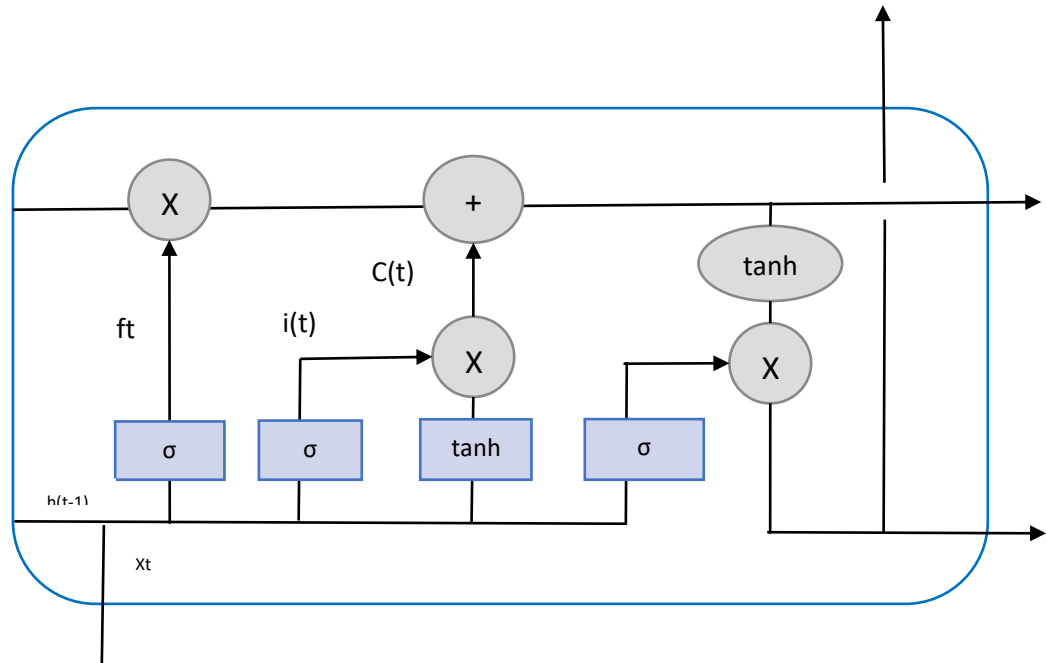 X
+
tanh
C(t)
ft
i(t)
X
X
σ
σ
tanh
σ
h(t-1)
Xt